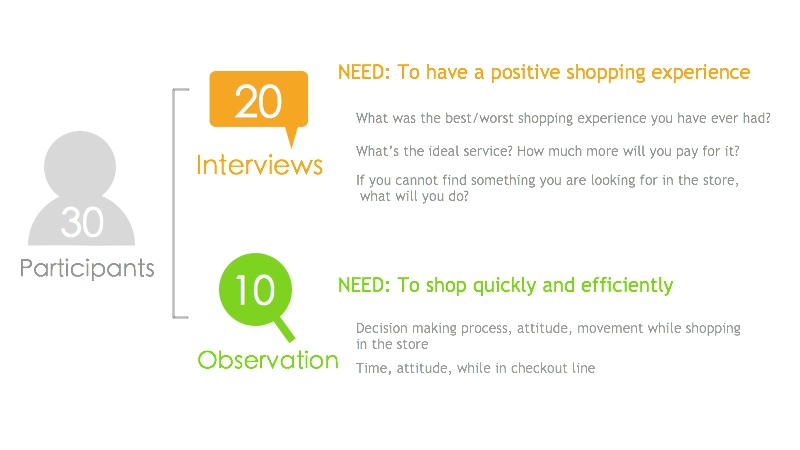 30
Participants
20
Interviews
NEED: To have a positive shopping experience
What was the best/worst shopping experience you have ever had?
What's the ideal service? How much more will you pay for it?
If you cannot find something you are looking for in the store,
what will you do?
10
Observation
NEED: To shop quickly and efficiently
Decision making process, attitude, movement while shopping
in the store
Time, attitude, while in checkout line